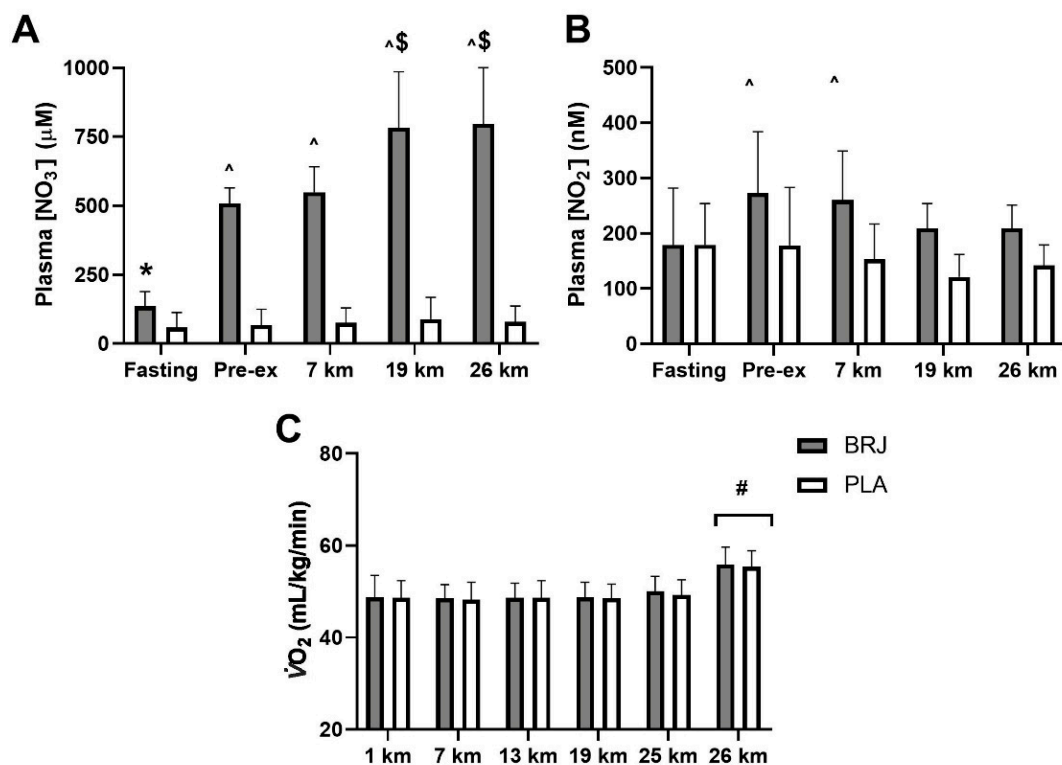 A
^$
^$
^
^
*
1000
750
500
250
0
Plasma [NO₃⁻] (μM)
Fasting Pre-ex 7 km 19 km 26 km
B
^
^
500
400
300
200
100
0
Plasma [NO₂⁻] (nM)
Fasting Pre-ex 7 km 19 km 26 km
C
#
80
60
40
20
V̇O₂ (mL/kg/min)
1 km 7 km 13 km 19 km 25 km 26 km
BRJ
PLA